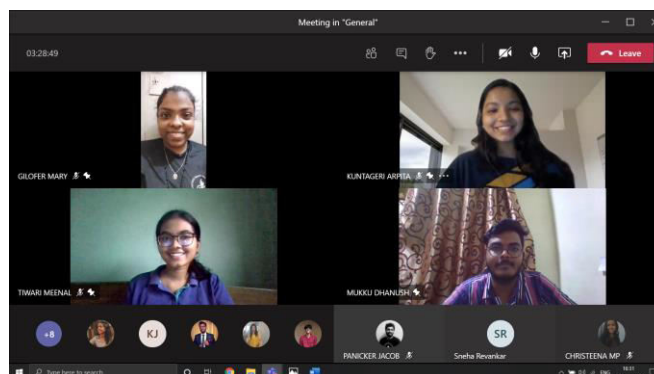 Meeting in "General"
03:28:49
Leave
GILOFER MARY
KUNTAGERI ARPITA
TIWARI MEENAL
MUKKU DHANUSH
+8
KJ
SR
PANICKER JACOB
Sneha Revankar
CHRISTEENA MP
Type here to search
ENG